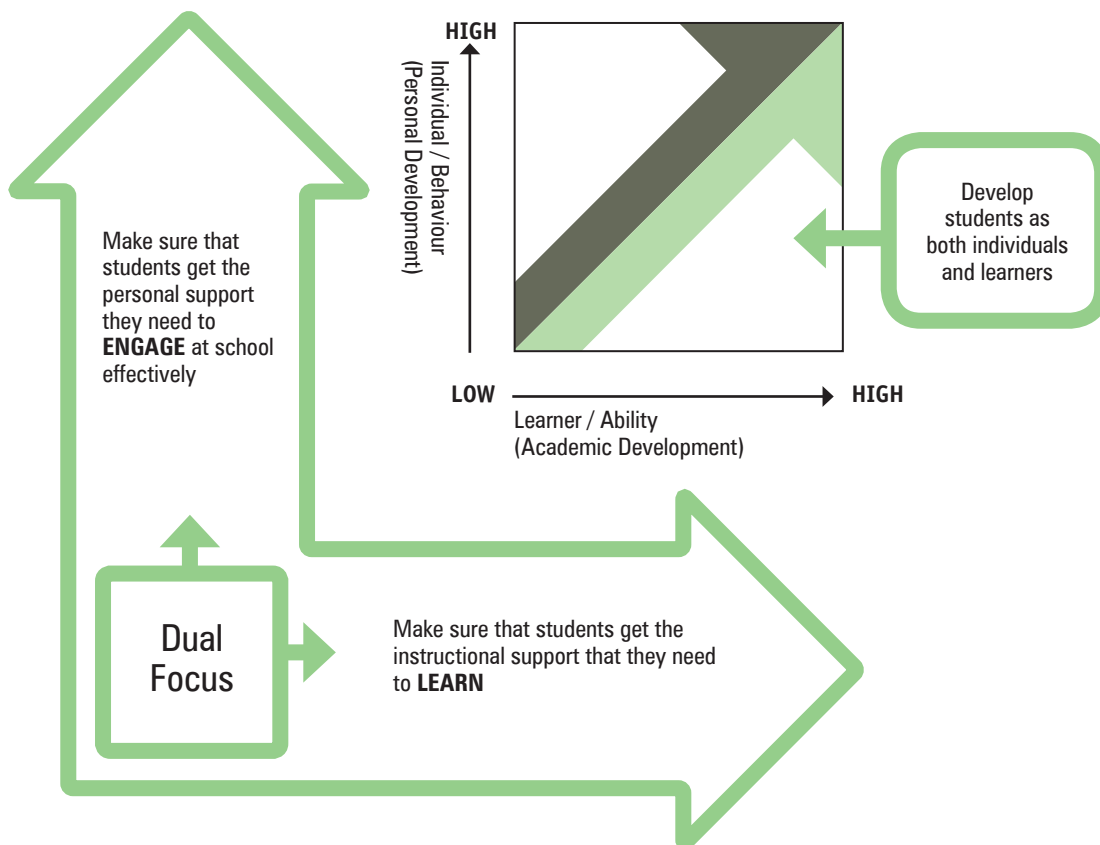 HIGH
Individual / Behaviour
(Personal Development)
Develop
students as
both individuals
and learners
Make sure that
students get the
personal support
they need to
ENGAGE at school
effectively
LOW
HIGH
Learner / Ability
(Academic Development)
Dual
Focus
Make sure that students get the
instructional support that they need
to LEARN